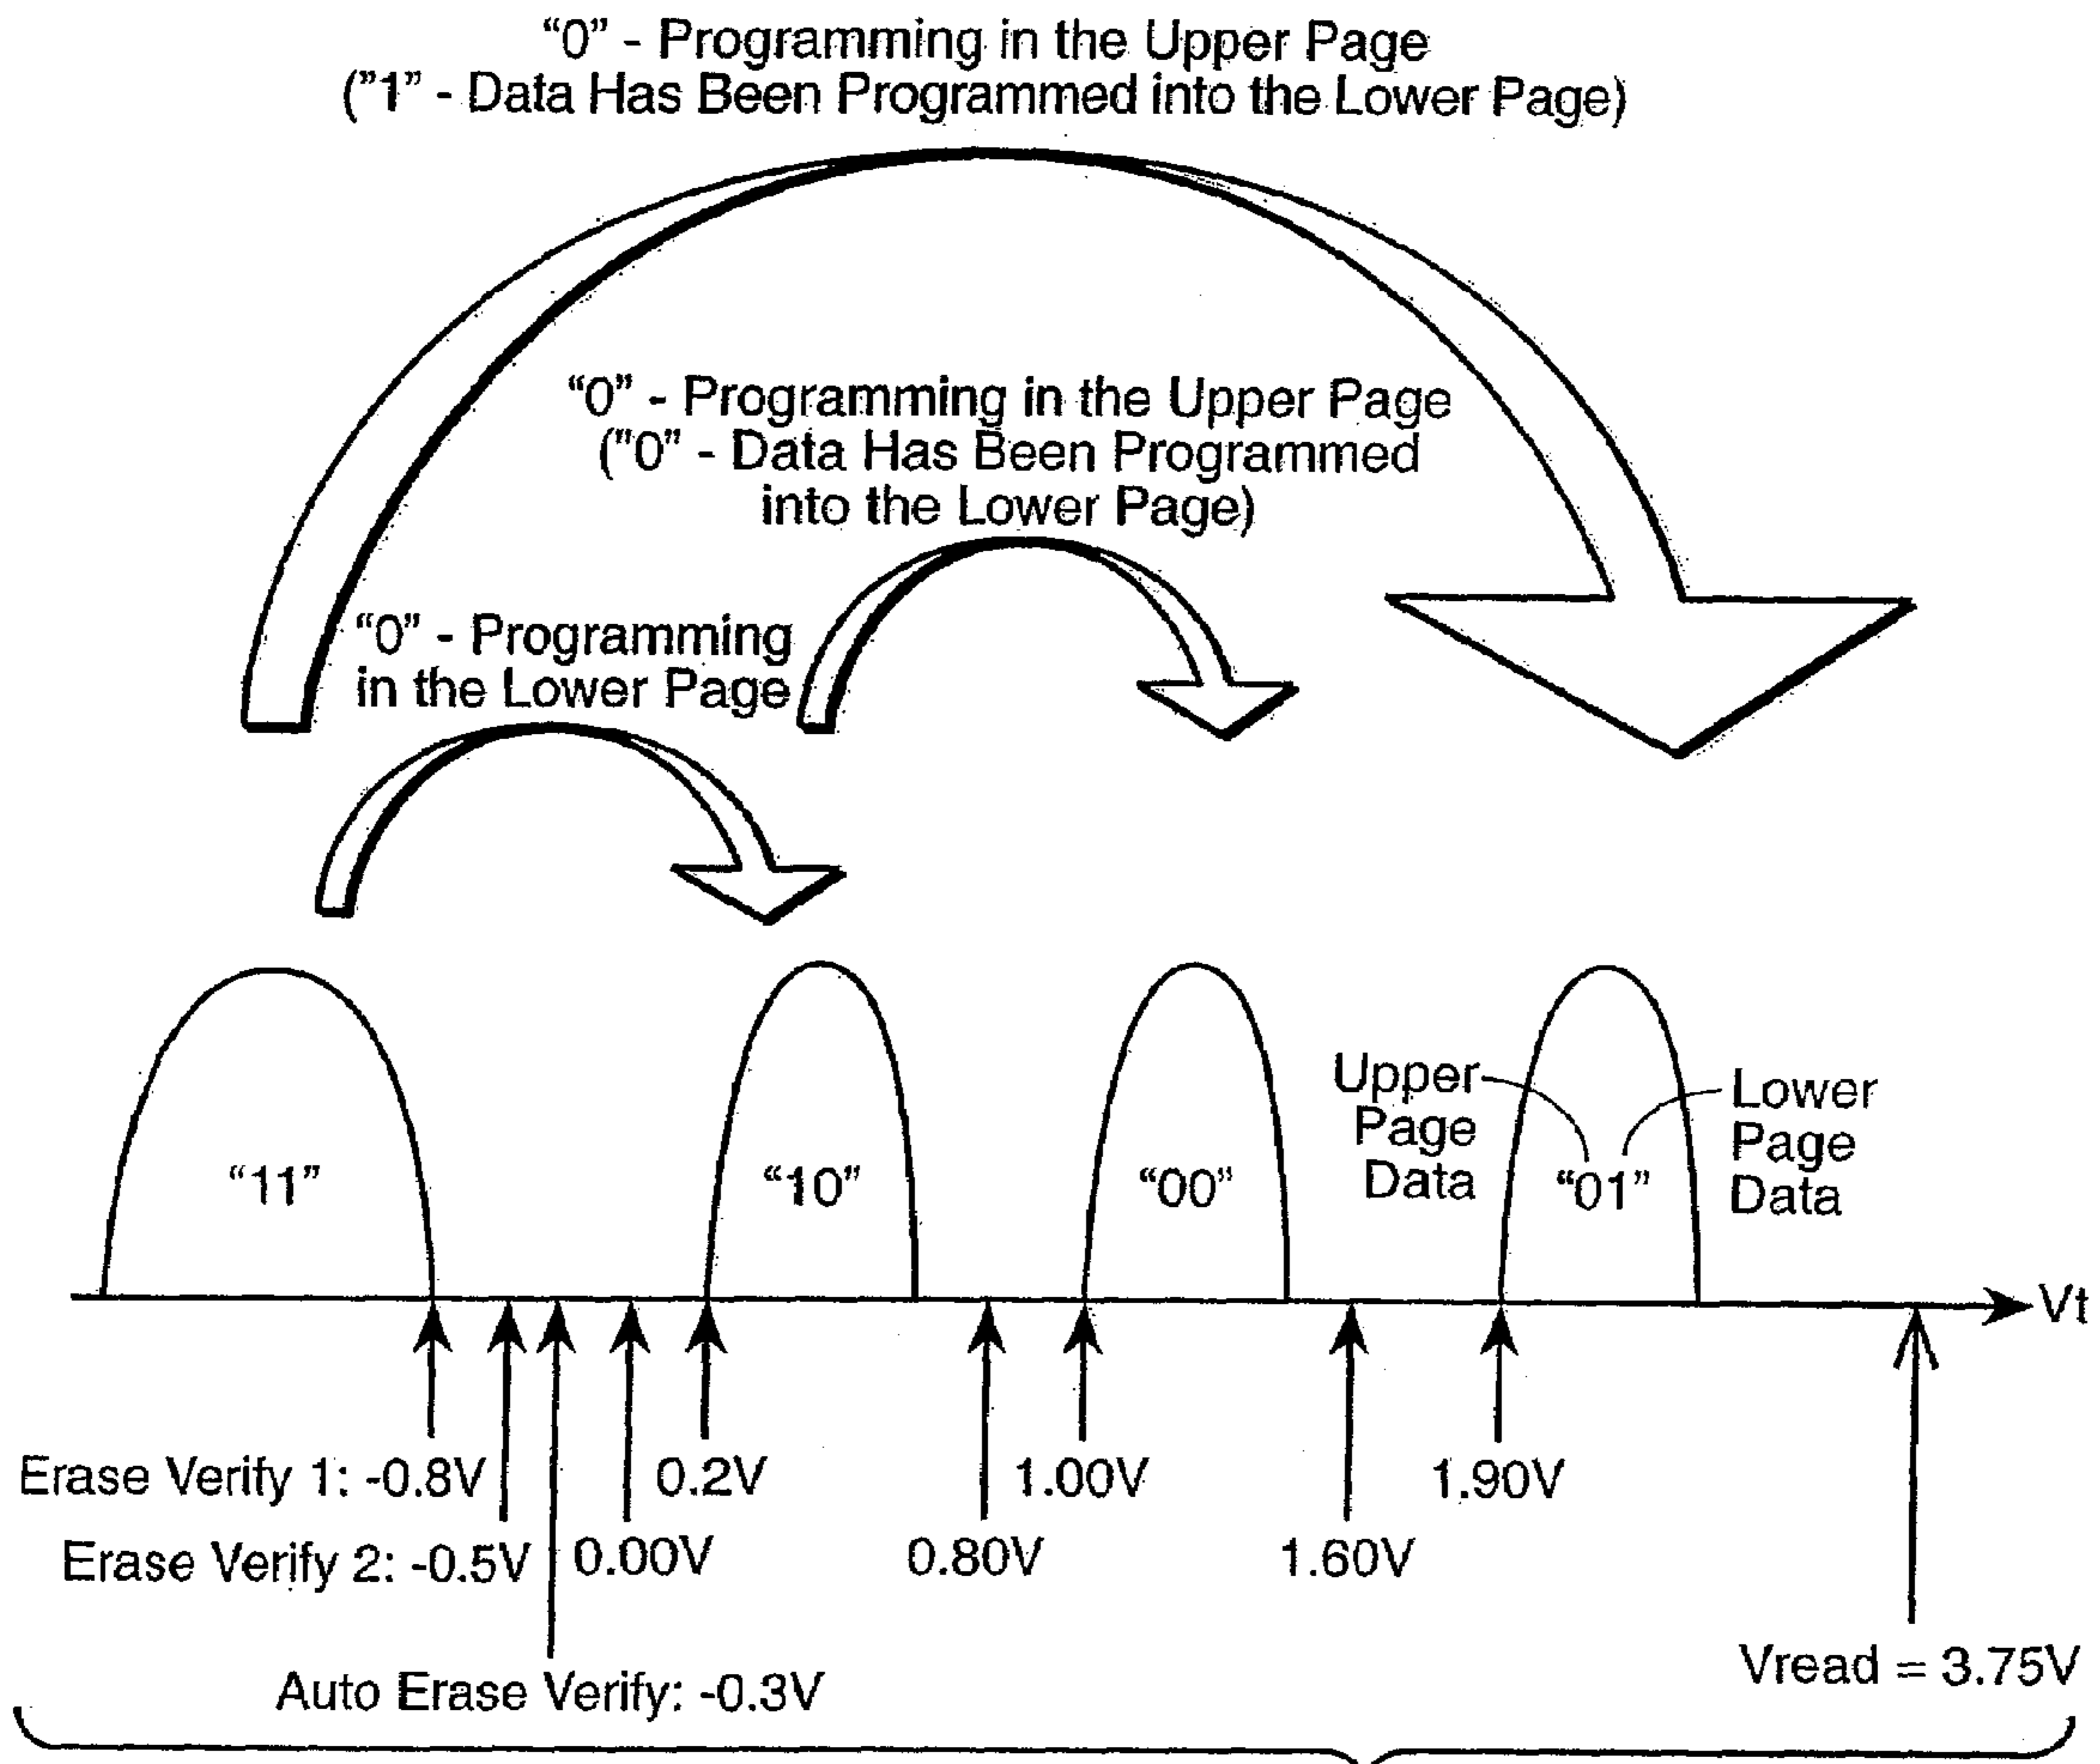 “0” - Programming in the Upper Page
(”1” - Data Has Been Programmed into the Lower Page)
“0” - Programming in the Upper Page
("0” - Data Has Been Programmed
into the Lower Page)
“0” - Programming
in the Lower Page
“11”
“10”
“00”
Upper
Page
Data
“01”
Lower
Page
Data
Vt
Erase Verify 1: -0.8V
0.2V
1.00V
1.90V
Erase Verify 2: -0.5V
0.00V
0.80V
1.60V
Auto Erase Verify: -0.3V
Vread = 3.75V